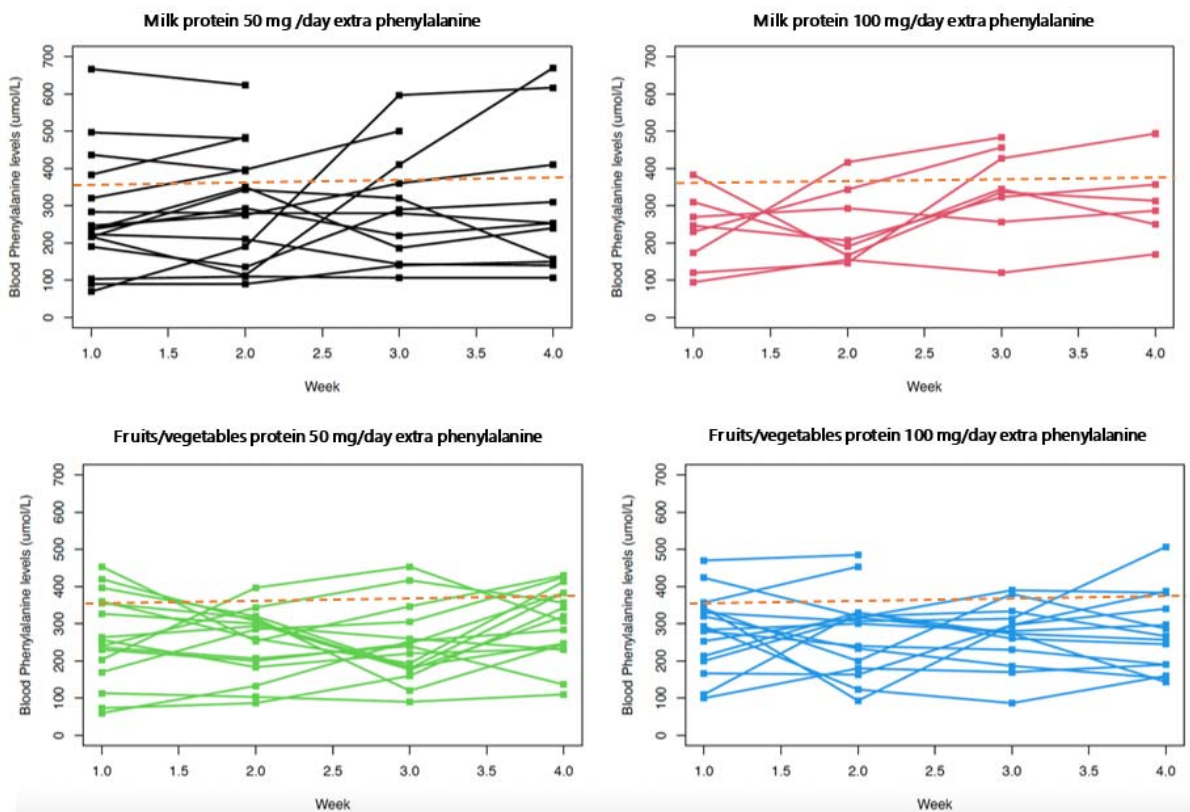 Milk protein 50 mg /day extra phenylalanine
Blood Phenylalanine levels (umol/L)
700
600
500
400
300
200
100
0
1.0 1.5 2.0 2.5 3.0 3.5 4.0
Week
Milk protein 100 mg/day extra phenylalanine
Blood Phenylalanine levels (umol/L)
700
600
500
400
300
200
100
0
1.0 1.5 2.0 2.5 3.0 3.5 4.0
Week
Fruits/vegetables protein 50 mg/day extra phenylalanine
Blood Phenylalanine levels (umol/L)
700
600
500
400
300
200
100
0
1.0 1.5 2.0 2.5 3.0 3.5 4.0
Week
Fruits/vegetables protein 100 mg/day extra phenylalanine
Blood Phenylalanine levels (umol/L)
700
600
500
400
300
200
100
0
1.0 1.5 2.0 2.5 3.0 3.5 4.0
Week